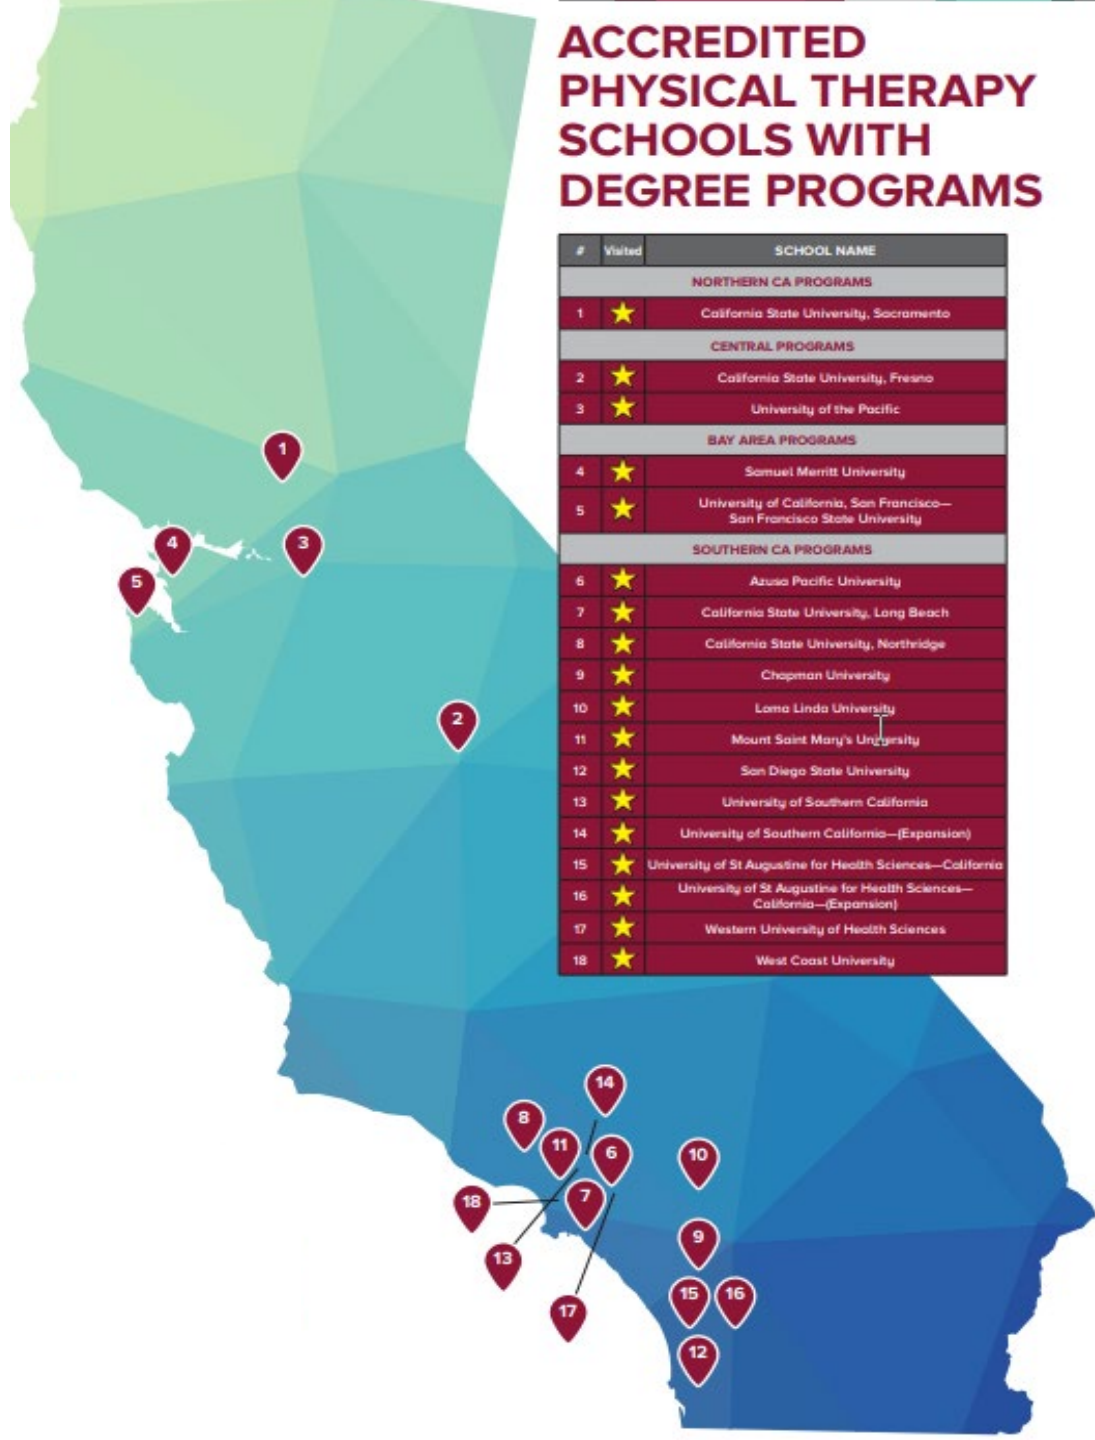 ACCREDITED
PHYSICAL THERAPY
SCHOOLS WITH
DEGREE PROGRAMS
# Visited SCHOOL NAME
NORTHERN CA PROGRAMS
1 California State University, Sacramento
CENTRAL PROGRAMS
2 California State University, Fresno
3 University of the Pacific
BAY AREA PROGRAMS
4 Samuel Merritt University
5 University of California, San Francisco—
San Francisco State University
SOUTHERN CA PROGRAMS
6 Azusa Pacific University
7 California State University, Long Beach
8 California State University, Northridge
9 Chapman University
10 Loma Linda University
11 Mount Saint Mary's University
12 San Diego State University
13 University of Southern California
14 University of Southern California—(Expansion)
15 University of St Augustine for Health Sciences—California
16 University of St Augustine for Health Sciences—
California—(Expansion)
17 Western University of Health Sciences
18 West Coast University
1
4
3
5
2
14
8
11
6
10
7
18
9
13
15
16
17
12